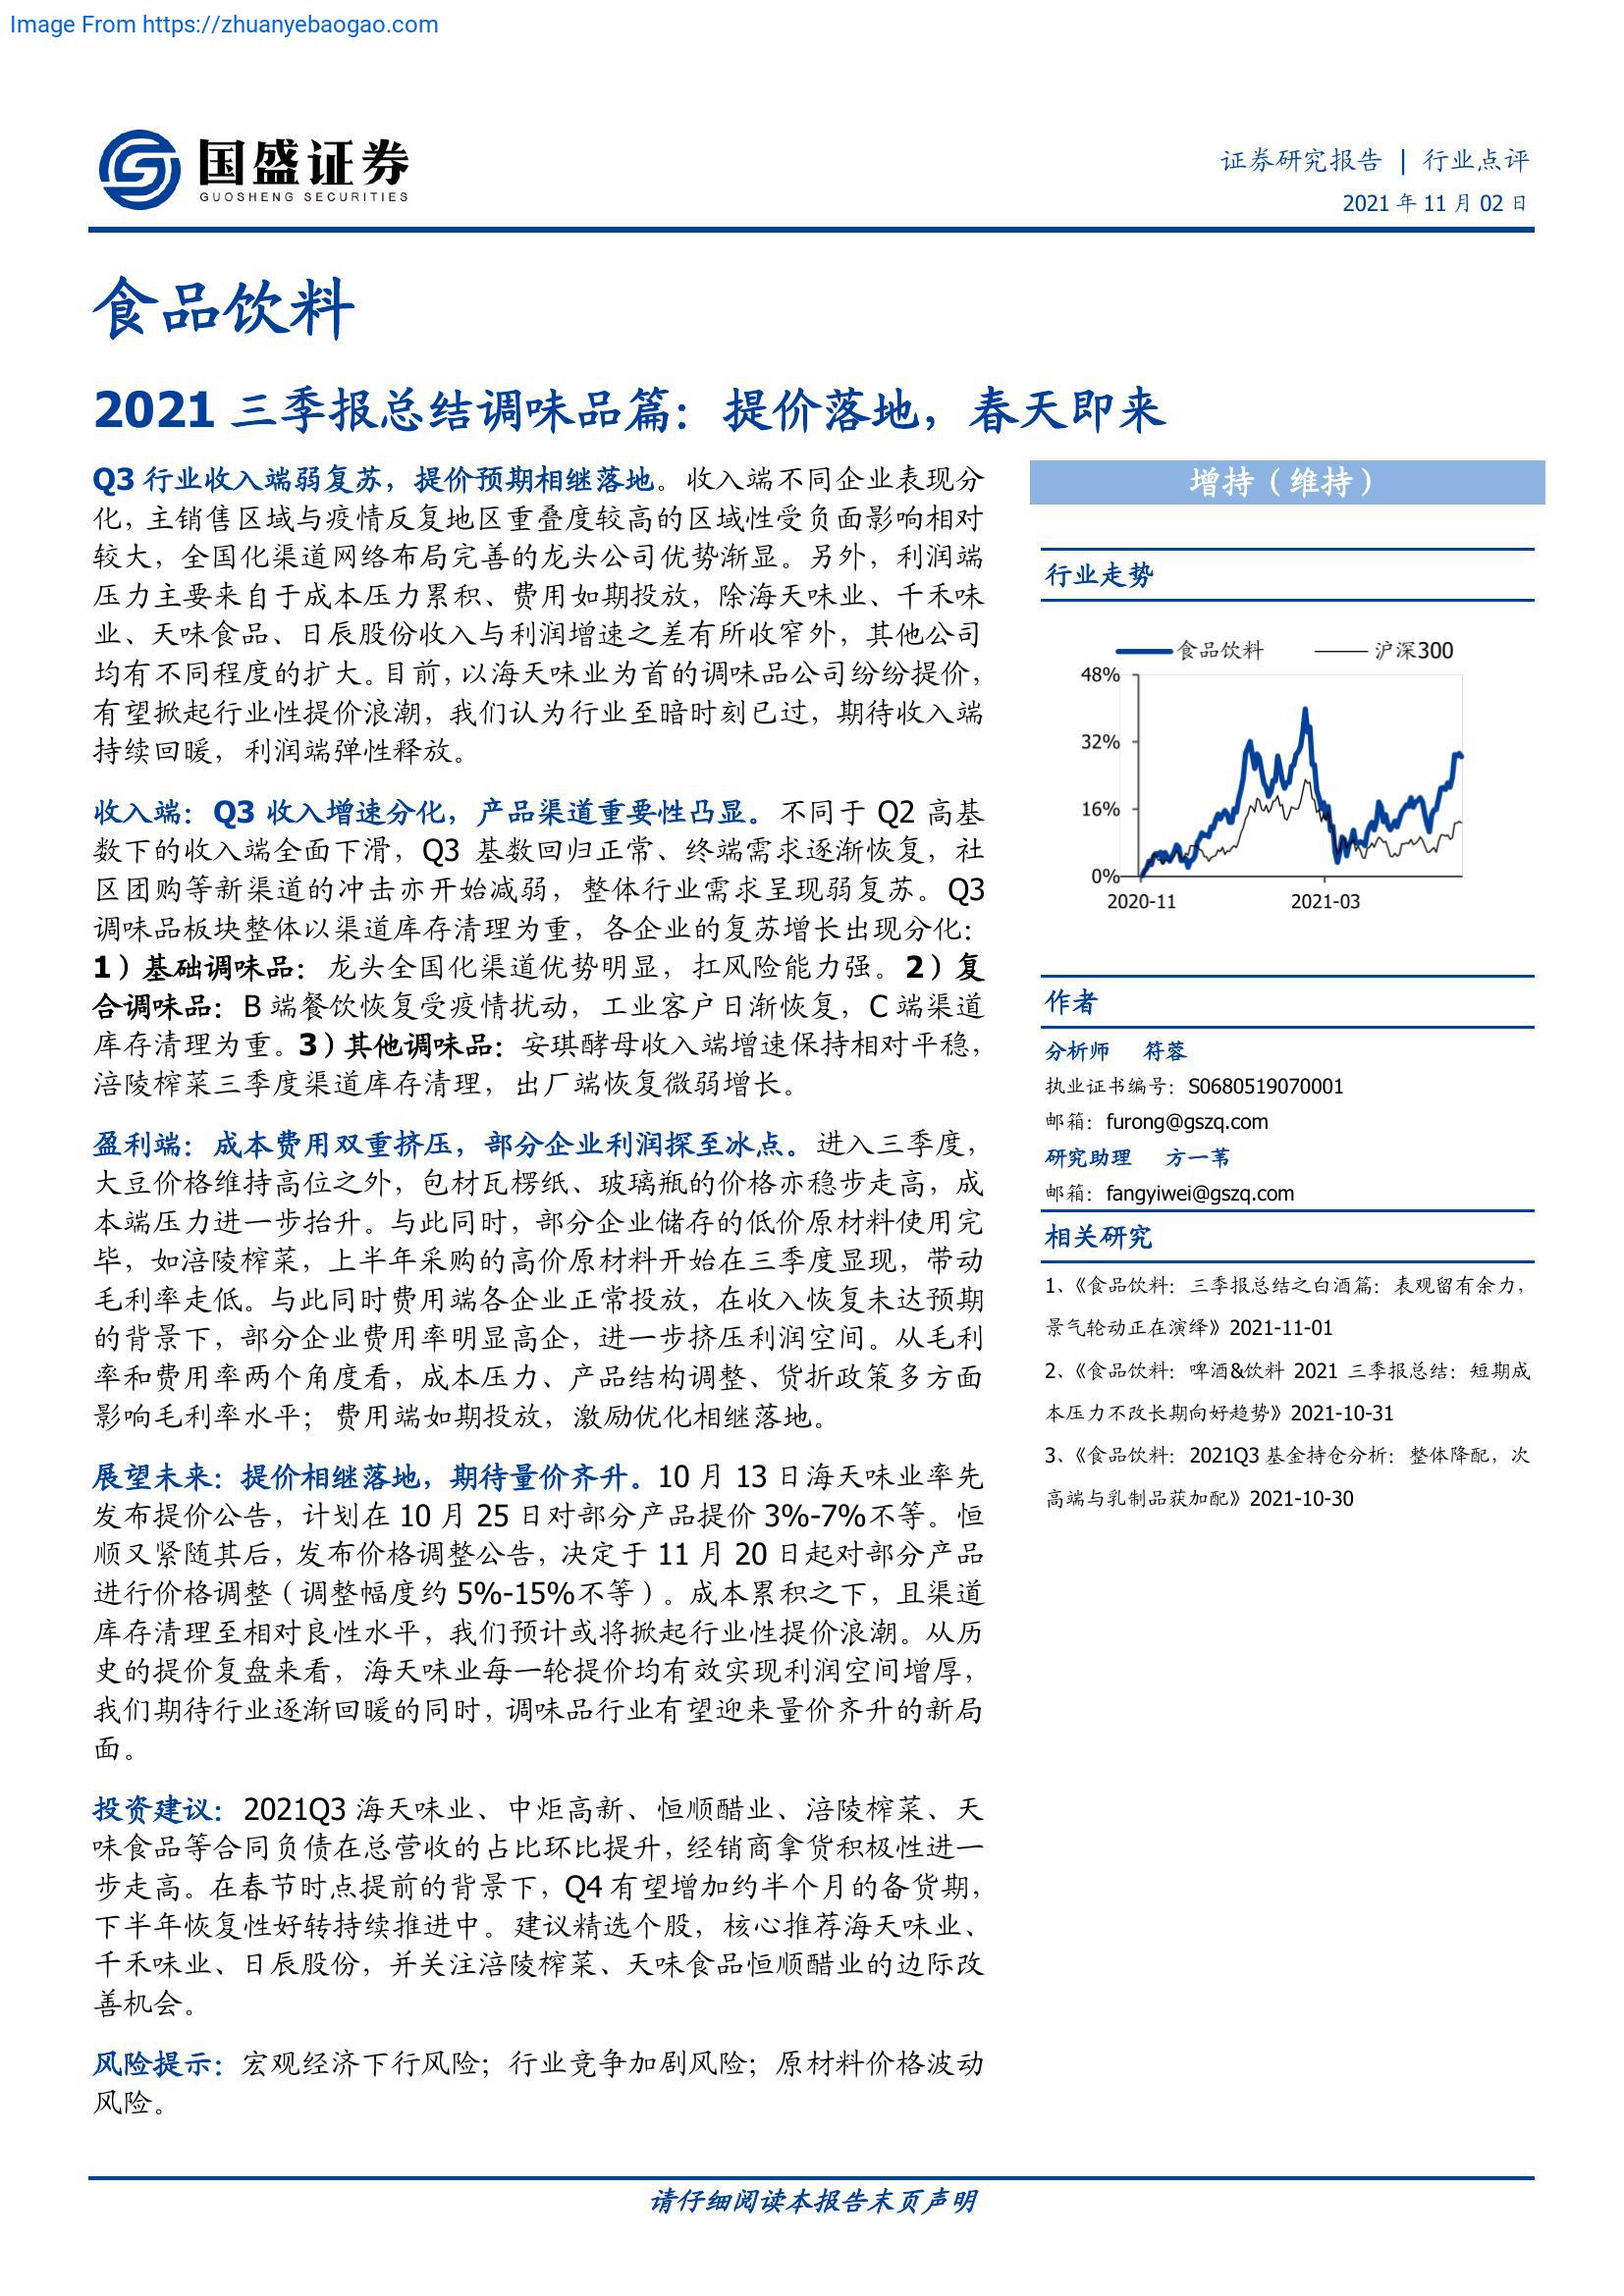 Image From https://zhuanyebaogao.com
国盛证券
GUOSHENG SECURITIES
证券研究报告 | 行业点评
2021 年 11 月 02 日
食品饮料
2021 三季报总结调味品篇：提价落地，春天即来
Q3 行业收入端弱复苏，提价预期相继落地。收入端不同企业表现分
化，主销售区域与疫情反复地区重叠度较高的区域性受负面影响相对
较大，全国化渠道网络布局完善的龙头公司优势渐显。另外，利润端
压力主要来自于成本压力累积、费用如期投放，除海天味业、千禾味
业、天味食品、日辰股份收入与利润增速之差有所收窄外，其他公司
均有不同程度的扩大。目前，以海天味业为首的调味品公司纷纷提价，
有望掀起行业性提价浪潮，我们认为行业至暗时刻已过，期待收入端
持续回暖，利润端弹性释放。
收入端：Q3 收入增速分化，产品渠道重要性凸显。不同于 Q2 高基
数下的收入端全面下滑，Q3 基数回归正常、终端需求逐渐恢复，社
区团购等新渠道的冲击亦开始减弱，整体行业需求呈现弱复苏。Q3
调味品板块整体以渠道库存清理为重，各企业的复苏增长出现分化：
1）基础调味品：龙头全国化渠道优势明显，扛风险能力强。2）复
合调味品：B 端餐饮恢复受疫情扰动，工业客户日渐恢复，C 端渠道
库存清理为重。3）其他调味品：安琪酵母收入端增速保持相对平稳，
涪陵榨菜三季度渠道库存清理，出厂端恢复微弱增长。
盈利端：成本费用双重挤压，部分企业利润探至冰点。进入三季度，
大豆价格维持高位之外，包材瓦楞纸、玻璃瓶的价格亦稳步走高，成
本端压力进一步抬升。与此同时，部分企业储存的低价原材料使用完
毕，如涪陵榨菜，上半年采购的高价原材料开始在三季度显现，带动
毛利率走低。与此同时费用端各企业正常投放，在收入恢复未达预期
的背景下，部分企业费用率明显高企，进一步挤压利润空间。从毛利
率和费用率两个角度看，成本压力、产品结构调整、货折政策多方面
影响毛利率水平；费用端如期投放，激励优化相继落地。
展望未来：提价相继落地，期待量价齐升。10 月 13 日海天味业率先
发布提价公告，计划在 10 月 25 日对部分产品提价 3%-7%不等。恒
顺又紧随其后，发布价格调整公告，决定于 11 月 20 日起对部分产品
进行价格调整（调整幅度约 5%-15%不等）。成本累积之下，且渠道
库存清理至相对良性水平，我们预计或将掀起行业性提价浪潮。从历
史的提价复盘来看，海天味业每一轮提价均有效实现利润空间增厚，
我们期待行业逐渐回暖的同时，调味品行业有望迎来量价齐升的新局
面。
投资建议：2021Q3 海天味业、中炬高新、恒顺醋业、涪陵榨菜、天
味食品等合同负债在总营收的占比环比提升，经销商拿货积极性进一
步走高。在春节时点提前的背景下，Q4 有望增加约半个月的备货期，
下半年恢复性好转持续推进中。建议精选个股，核心推荐海天味业、
千禾味业、日辰股份，并关注涪陵榨菜、天味食品恒顺醋业的边际改
善机会。
风险提示：宏观经济下行风险；行业竞争加剧风险；原材料价格波动
风险。
增持（维持）
行业走势
食品饮料 沪深300
48%
32%
16%
0%
2020-11 2021-03
作者
分析师 符蓉
执业证书编号：S0680519070001
邮箱：furong@gszq.com
研究助理 方一苇
邮箱：fangyiwei@gszq.com
相关研究
1、《食品饮料：三季报总结之白酒篇：表观留有余力，
景气轮动正在演绎》2021-11-01
2、《食品饮料：啤酒&饮料 2021 三季报总结：短期成
本压力不改长期向好趋势》2021-10-31
3、《食品饮料：2021Q3 基金持仓分析：整体降配，次
高端与乳制品获加配》2021-10-30
请仔细阅读本报告末页声明